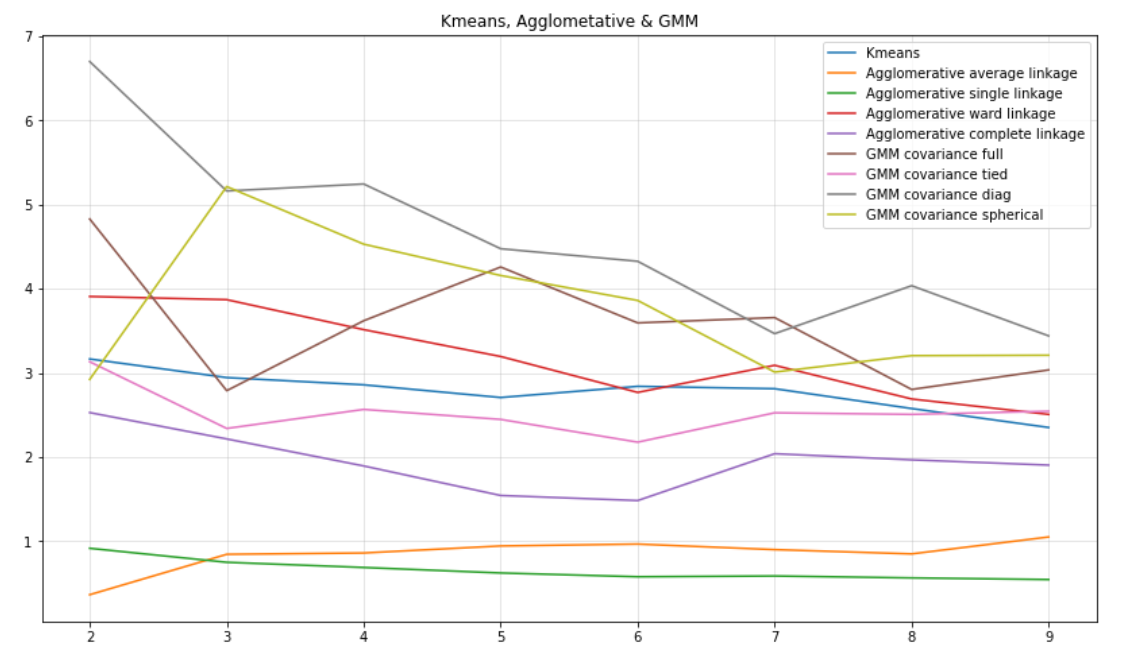 Kmeans, Agglometative & GMM
7
6
5
4
3
2
1
Kmeans
Agglomerative average linkage
Agglomerative single linkage
Agglomerative ward linkage
Agglomerative complete linkage
GMM covariance full
GMM covariance tied
GMM covariance diag
GMM covariance spherical
2 3 4 5 6 7 8 9